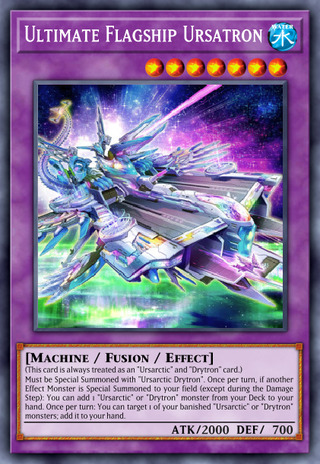 ULTIMATE FLAGSHIP URSATRON
WATER
水
[MACHINE / FUSION / EFFECT]
(This card is always treated as an "Ursarctic" and "Drytron" card.)
Must be Special Summoned with "Ursarctic Drytron". Once per turn, if another
Effect Monster is Special Summoned to your field (except during the Damage
Step): You can add 1 "Ursarctic" or "Drytron" monster from your Deck to your
hand. Once per turn: You can target 1 of your banished "Ursarctic" or "Drytron"
monsters; add it to your hand.
ATK/2000 DEF/ 700